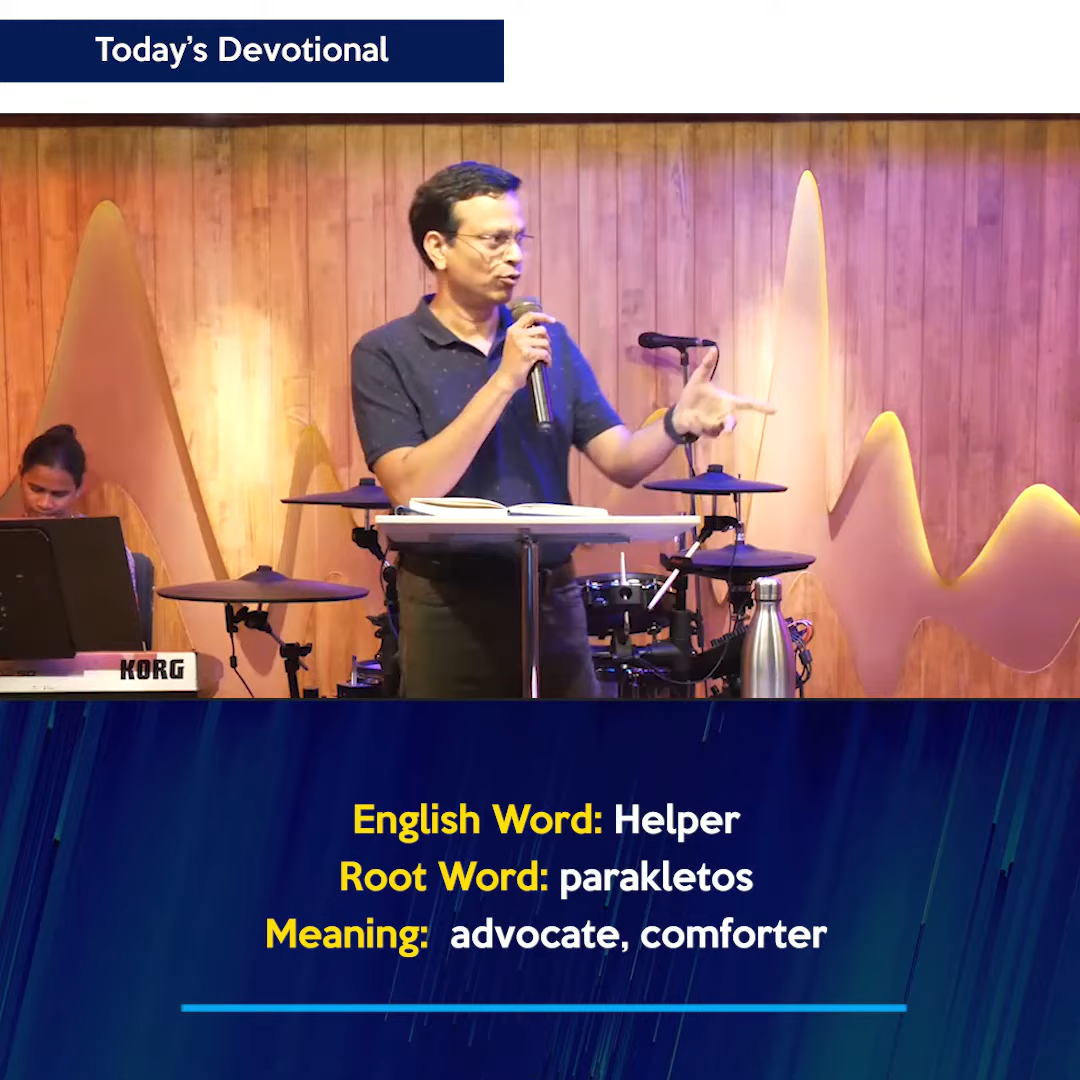 Today's Devotional
KORG
English Word: Helper
Root Word: parakletos
Meaning: advocate, comforter